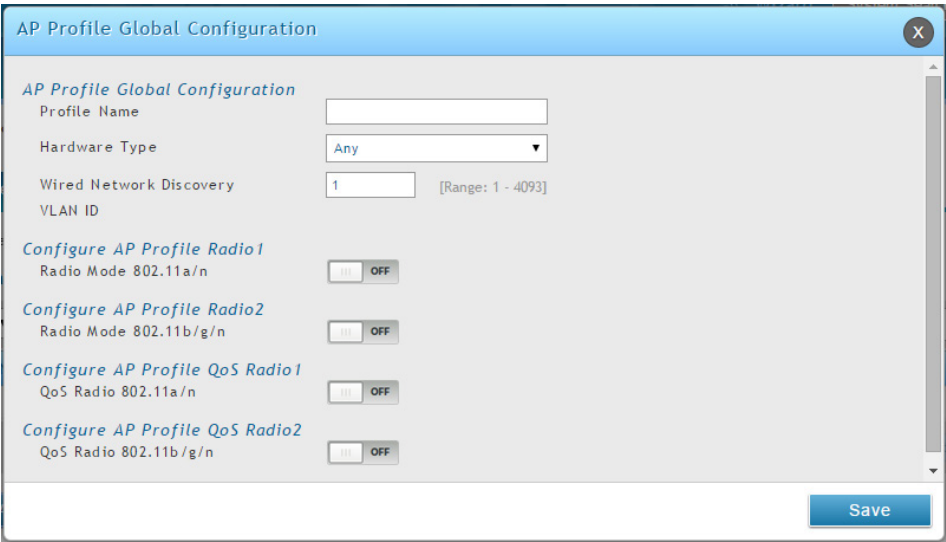 AP Profile Global Configuration
X
AP Profile Global Configuration
Profile Name
Hardware Type Any
Wired Network Discovery 1 [Range: 1 - 4093]
VLAN ID
Configure AP Profile Radio1
Radio Mode 802.11a/n OFF
Configure AP Profile Radio2
Radio Mode 802.11b/g/n OFF
Configure AP Profile QoS Radio1
QoS Radio 802.11a/n OFF
Configure AP Profile QoS Radio2
QoS Radio 802.11b/g/n OFF
Save